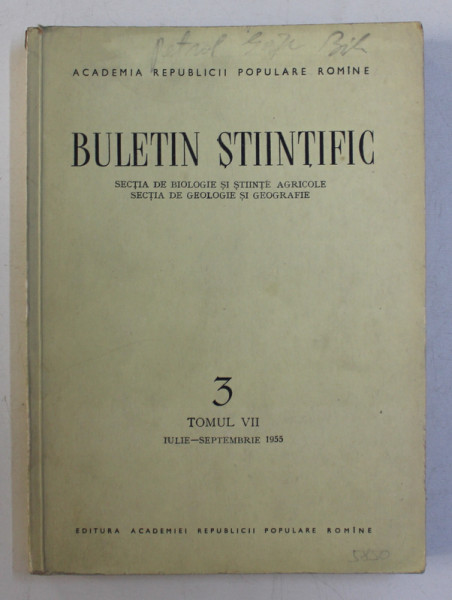 ACADEMIA REPUBLICII POPULARE ROMÎNE
BULETIN ȘTIINȚIFIC
SECȚIA DE BIOLOGIE ȘI ȘTIINȚE AGRICOLE
SECȚIA DE GEOLOGIE ȘI GEOGRAFIE
3
TOMUL VII
IULIE—SEPTEMBRIE 1955
EDITURA ACADEMIEI REPUBLICII POPULARE ROMÎNE